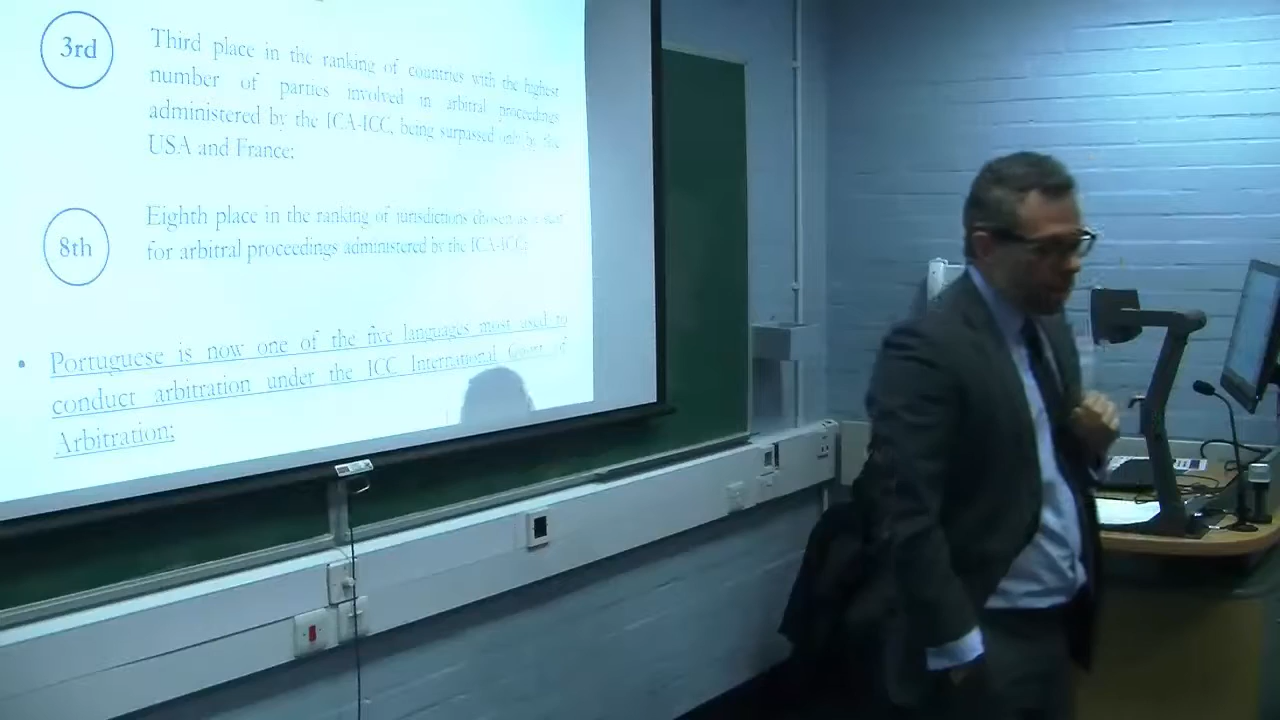 3rd
Third place in the ranking of countries with the highest
number of parties involved in arbitral proceedings
administered by the ICA-ICC, being surpassed only by the
USA and France;
8th
Eighth place in the ranking of jurisdictions chosen as a seat
for arbitral proceedings administered by the ICA-ICC;
• Portuguese is now one of the five languages most used to
conduct arbitration under the ICC International Court of
Arbitration;